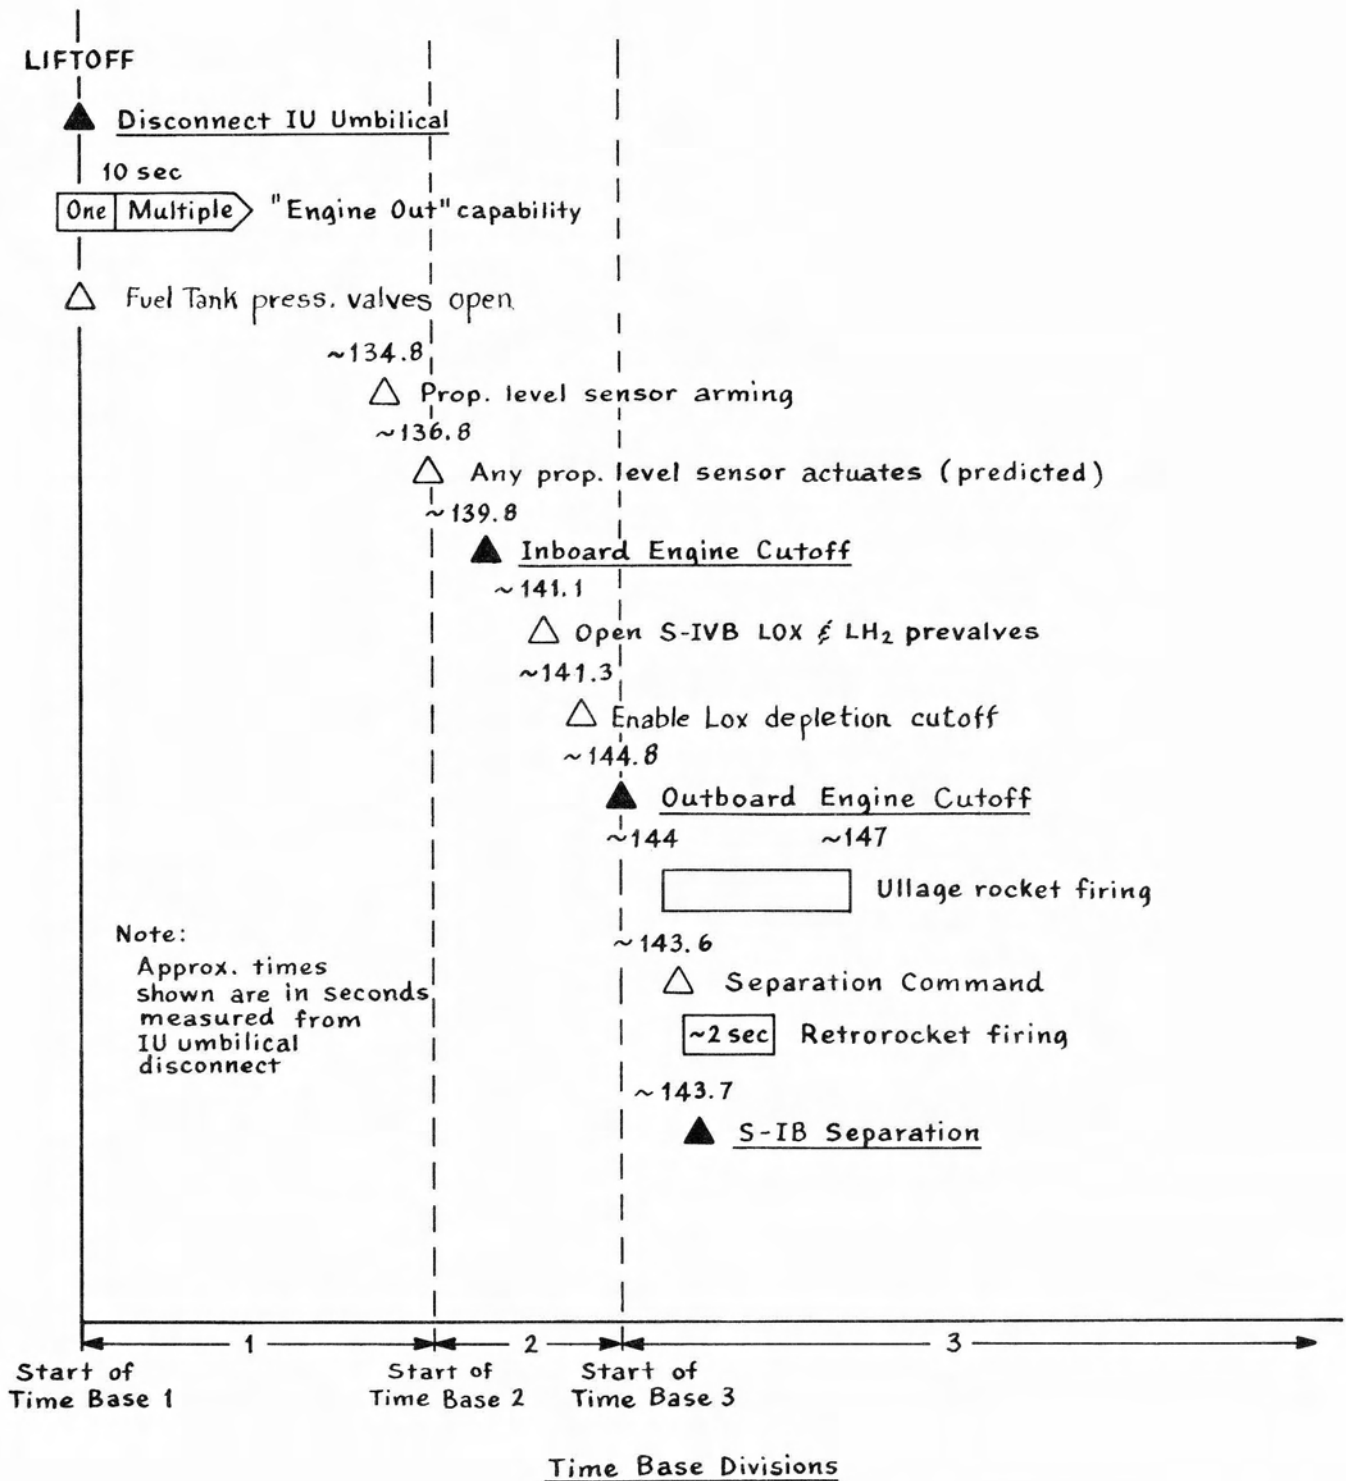 LIFTOFF
Disconnect IU Umbilical
10 sec
One Multiple "Engine Out" capability
Fuel Tank press. valves open
~134.8
Prop. level sensor arming
~136.8
Any prop. level sensor actuates (predicted)
~139.8
Inboard Engine Cutoff
~141.1
Open S-IVB LOX & LH₂ prevalves
~141.3
Enable Lox depletion cutoff
~144.8
Outboard Engine Cutoff
~144 ~147
Ullage rocket firing
~143.6
Separation Command
~2 sec Retrorocket firing
~143.7
S-IB Separation
Note:
Approx. times
shown are in seconds
measured from
IU umbilical
disconnect
1 2 3
Start of Start of Start of
Time Base 1 Time Base 2 Time Base 3
Time Base Divisions